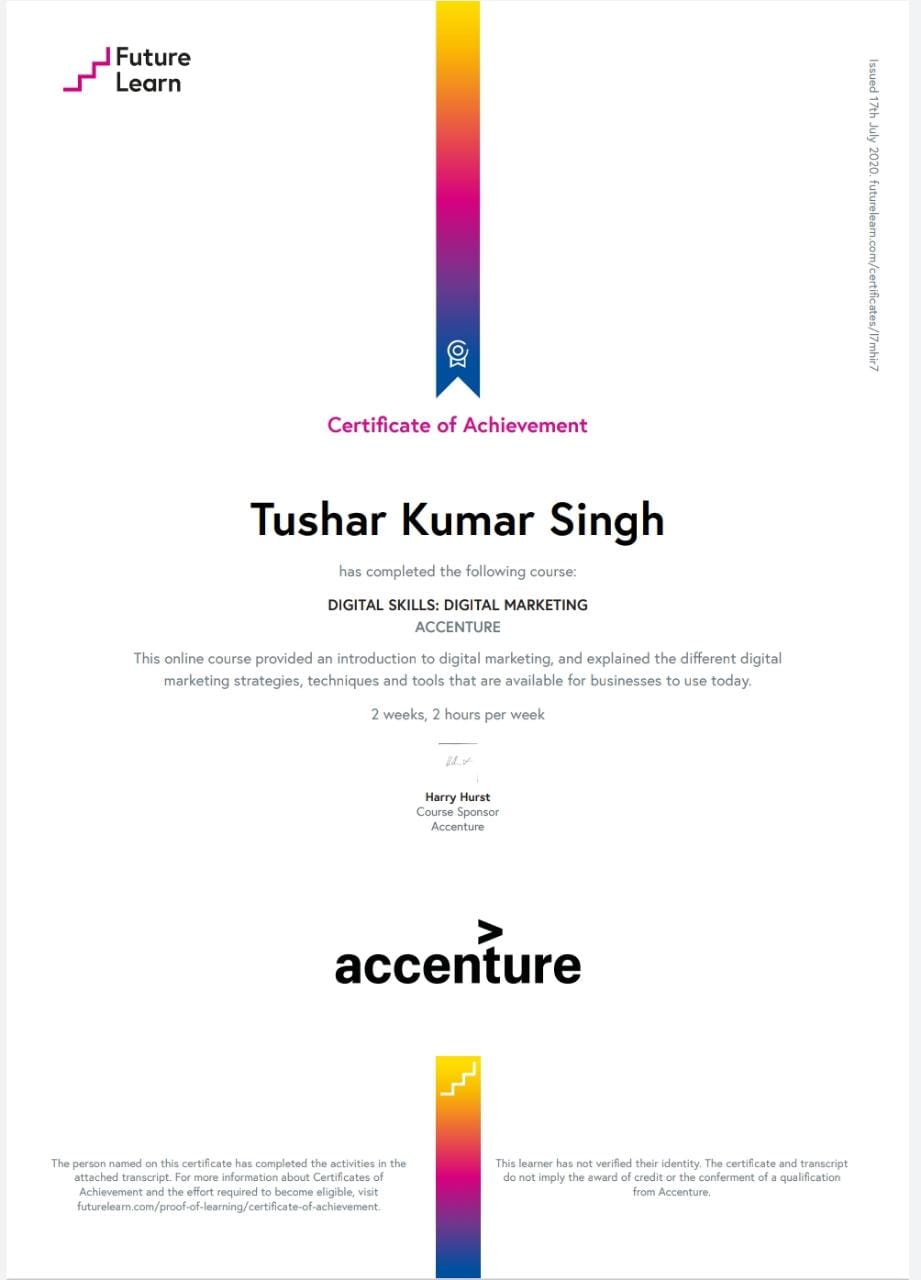 Future
Learn
Issued 17th July 2020. futurelearn.com/certificates/l7mhir7
Certificate of Achievement
Tushar Kumar Singh
has completed the following course:
DIGITAL SKILLS: DIGITAL MARKETING
ACCENTURE
This online course provided an introduction to digital marketing, and explained the different digital
marketing strategies, techniques and tools that are available for businesses to use today.
2 weeks, 2 hours per week
Harry Hurst
Course Sponsor
Accenture
accenture
The person named on this certificate has completed the activities in the
attached transcript. For more information about Certificates of
Achievement and the effort required to become eligible, visit
futurelearn.com/proof-of-learning/certificate-of-achievement.
This learner has not verified their identity. The certificate and transcript
do not imply the award of credit or the conferment of a qualification
from Accenture.